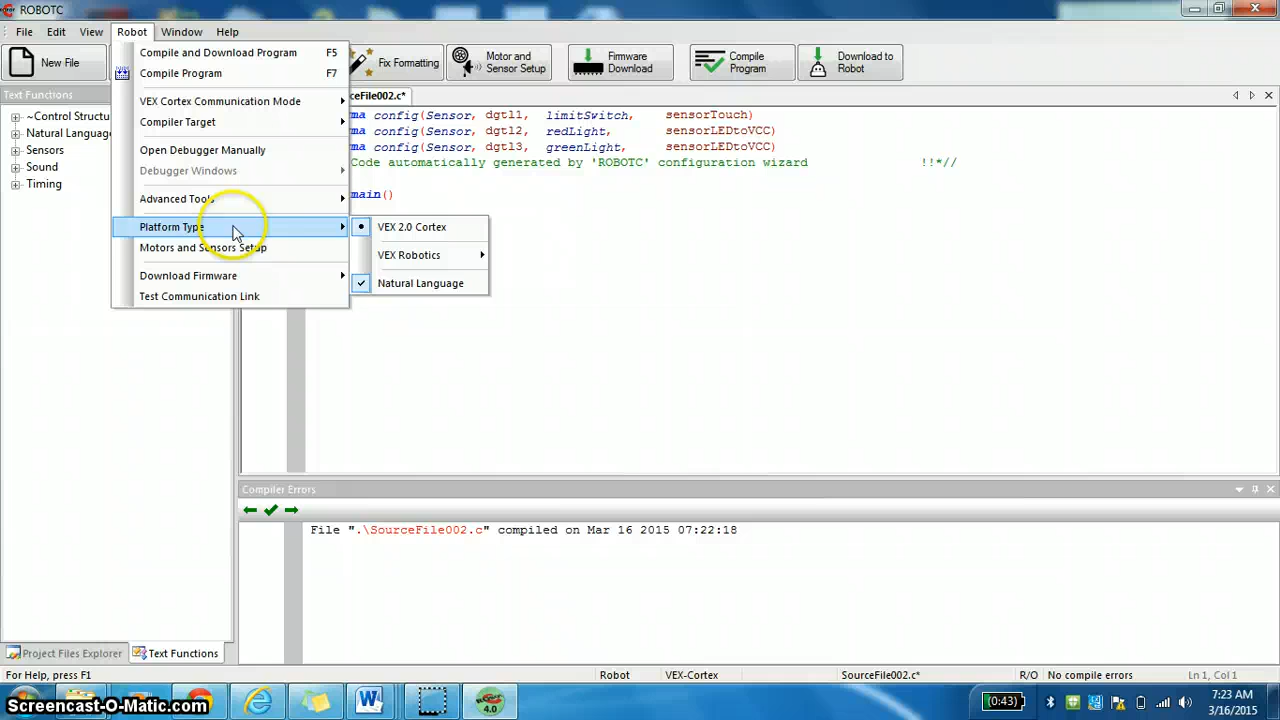 ROBOTC
File Edit View Robot Window Help
New File
Fix Formatting
Motor and Sensor Setup
Firmware Download
Compile Program
Download to Robot
Compile and Download Program F5
Compile Program F7
VEX Cortex Communication Mode
Compiler Target
Open Debugger Manually
Debugger Windows
Advanced Tools
Platform Type
Motors and Sensors Setup
Download Firmware
Test Communication Link
VEX 2.0 Cortex
VEX Robotics
Natural Language
Text Functions
~Control Structu
Natural Language
Sensors
Sound
Timing
ceFile002.c*
ma config(Sensor, dgtl1, limitSwitch, sensorTouch)
ma config(Sensor, dgtl2, redLight, sensorLEDtoVCC)
ma config(Sensor, dgtl3, greenLight, sensorLEDtoVCC)
Code automatically generated by 'ROBOTC' configuration wizard !!*//
main()
Compiler Errors
File ".\SourceFile002.c" compiled on Mar 16 2015 07:22:18
Project Files Explorer
Text Functions
For Help, press F1
Robot
VEX-Cortex
SourceFile002.c*
R/O
No compile errors
Ln 1, Col 1
Screencast-O-Matic.com
4.0
(0:43)
7:23 AM
3/16/2015